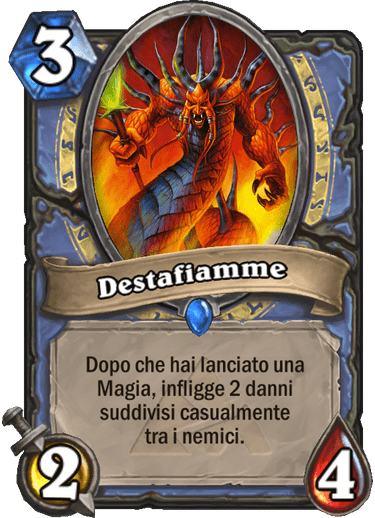 3
Destafiamme
Dopo che hai lanciato una
Magia, infligge 2 danni
suddivisi casualmente
tra i nemici.
2
4